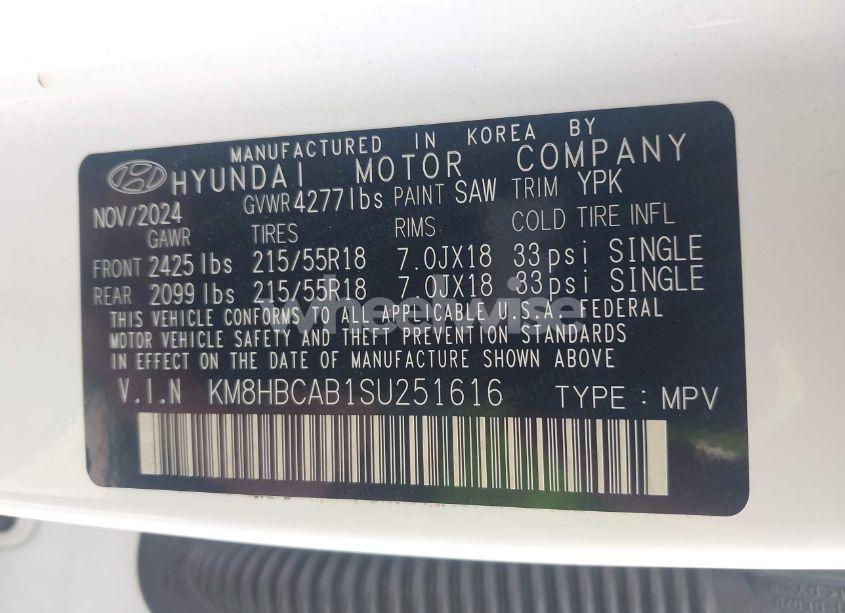 MANUFACTURED IN KOREA BY
HYUNDAI MOTOR COMPANY
NOV/2024 GVWR 4277lbs PAINT SAW TRIM YPK
GAWR TIRES RIMS COLD TIRE INFL
FRONT 2425 lbs 215/55R18 7.0JX18 33psi SINGLE
REAR 2099 lbs 215/55R18 7.0JX18 33psi SINGLE
THIS VEHICLE CONFORMS TO ALL APPLICABLE U.S.A. FEDERAL
MOTOR VEHICLE SAFETY AND THEFT PREVENTION STANDARDS
IN EFFECT ON THE DATE OF MANUFACTURE SHOWN ABOVE
V.I.N KM8HBCAB1SU251616 TYPE : MPV
wheelwise